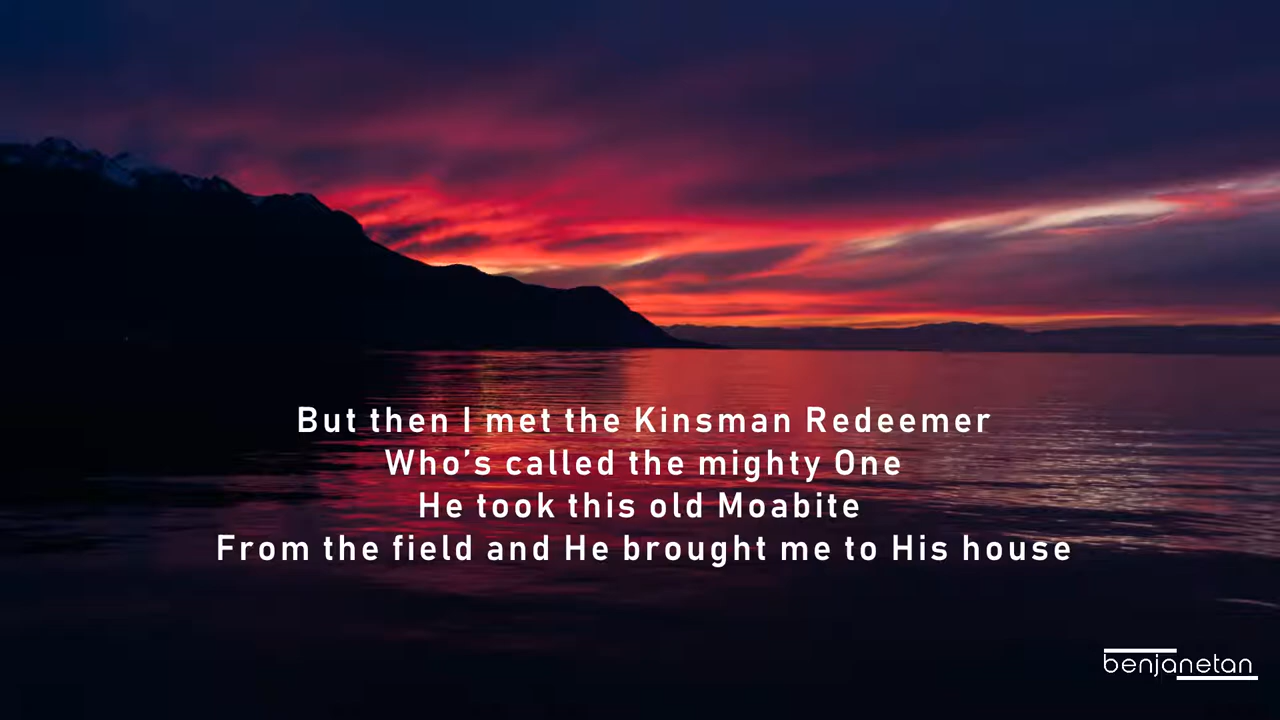 But then I met the Kinsman Redeemer
Who’s called the mighty One
He took this old Moabite
From the field and He brought me to His house
benjanetan